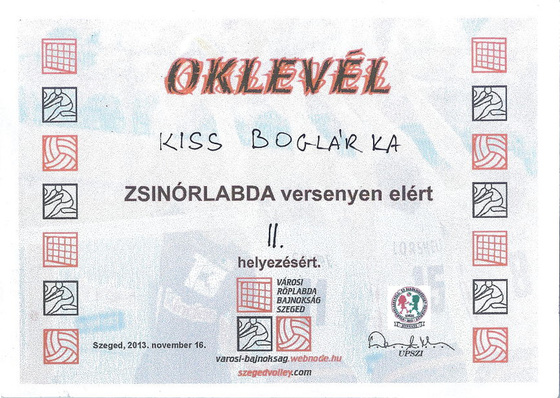 OKLEVÉL
KISS BOGLÁRKA
ZSINÓRLABDA versenyen elért
II.
helyezésért.
VÁROSI
RÖPLABDA
BAJNOKSÁG
SZEGED
Szeged, 2013. november 16.
varosi-bajnoksag.webnode.hu
szegedvolley.com
UPSZI